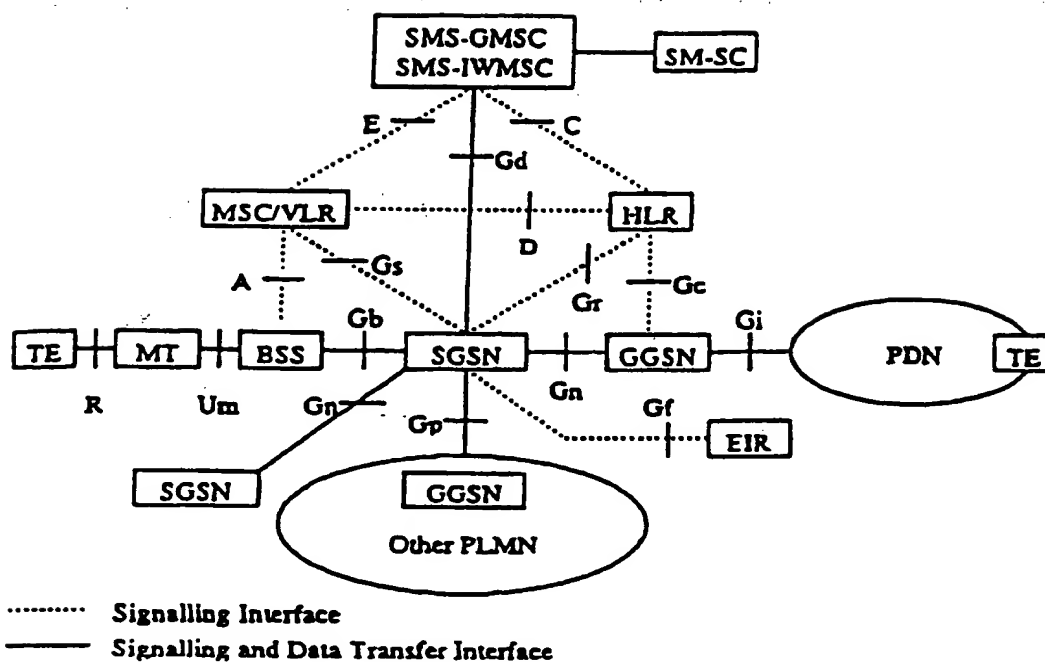 SMS-GMSC
SMS-IWMSC
SM-SC
E
C
Gd
MSC/VLR
HLR
D
A
Gs
Gr
Gc
Gb
Gi
TE
MT
BSS
SGSN
GGSN
PDN
TE
R
Um
Gn
Gn
Gf
Gp
EIR
SGSN
GGSN
Other PLMN
Signalling Interface
Signalling and Data Transfer Interface